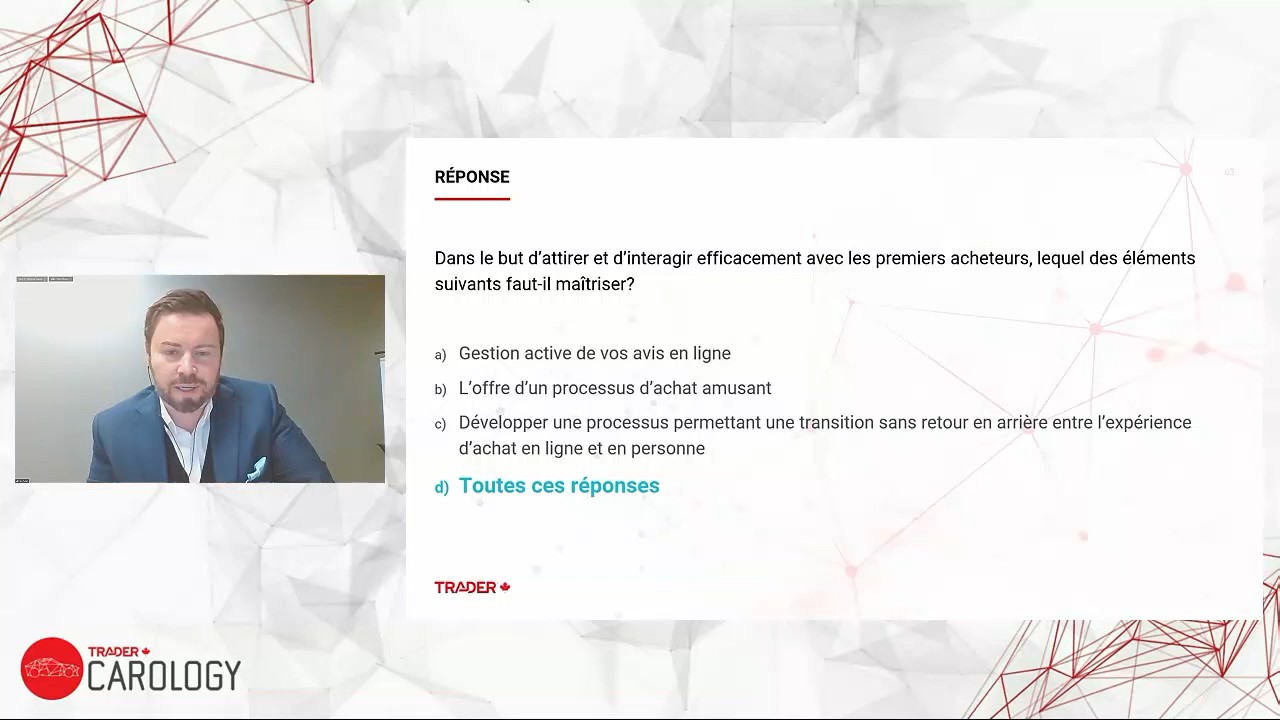 RÉPONSE
Dans le but d’attirer et d’interagir efficacement avec les premiers acheteurs, lequel des éléments
suivants faut-il maîtriser?
a) Gestion active de vos avis en ligne
b) L’offre d’un processus d’achat amusant
c) Développer une processus permettant une transition sans retour en arrière entre l’expérience
d’achat en ligne et en personne
d) Toutes ces réponses
TRADER
TRADER
CAROLOGY